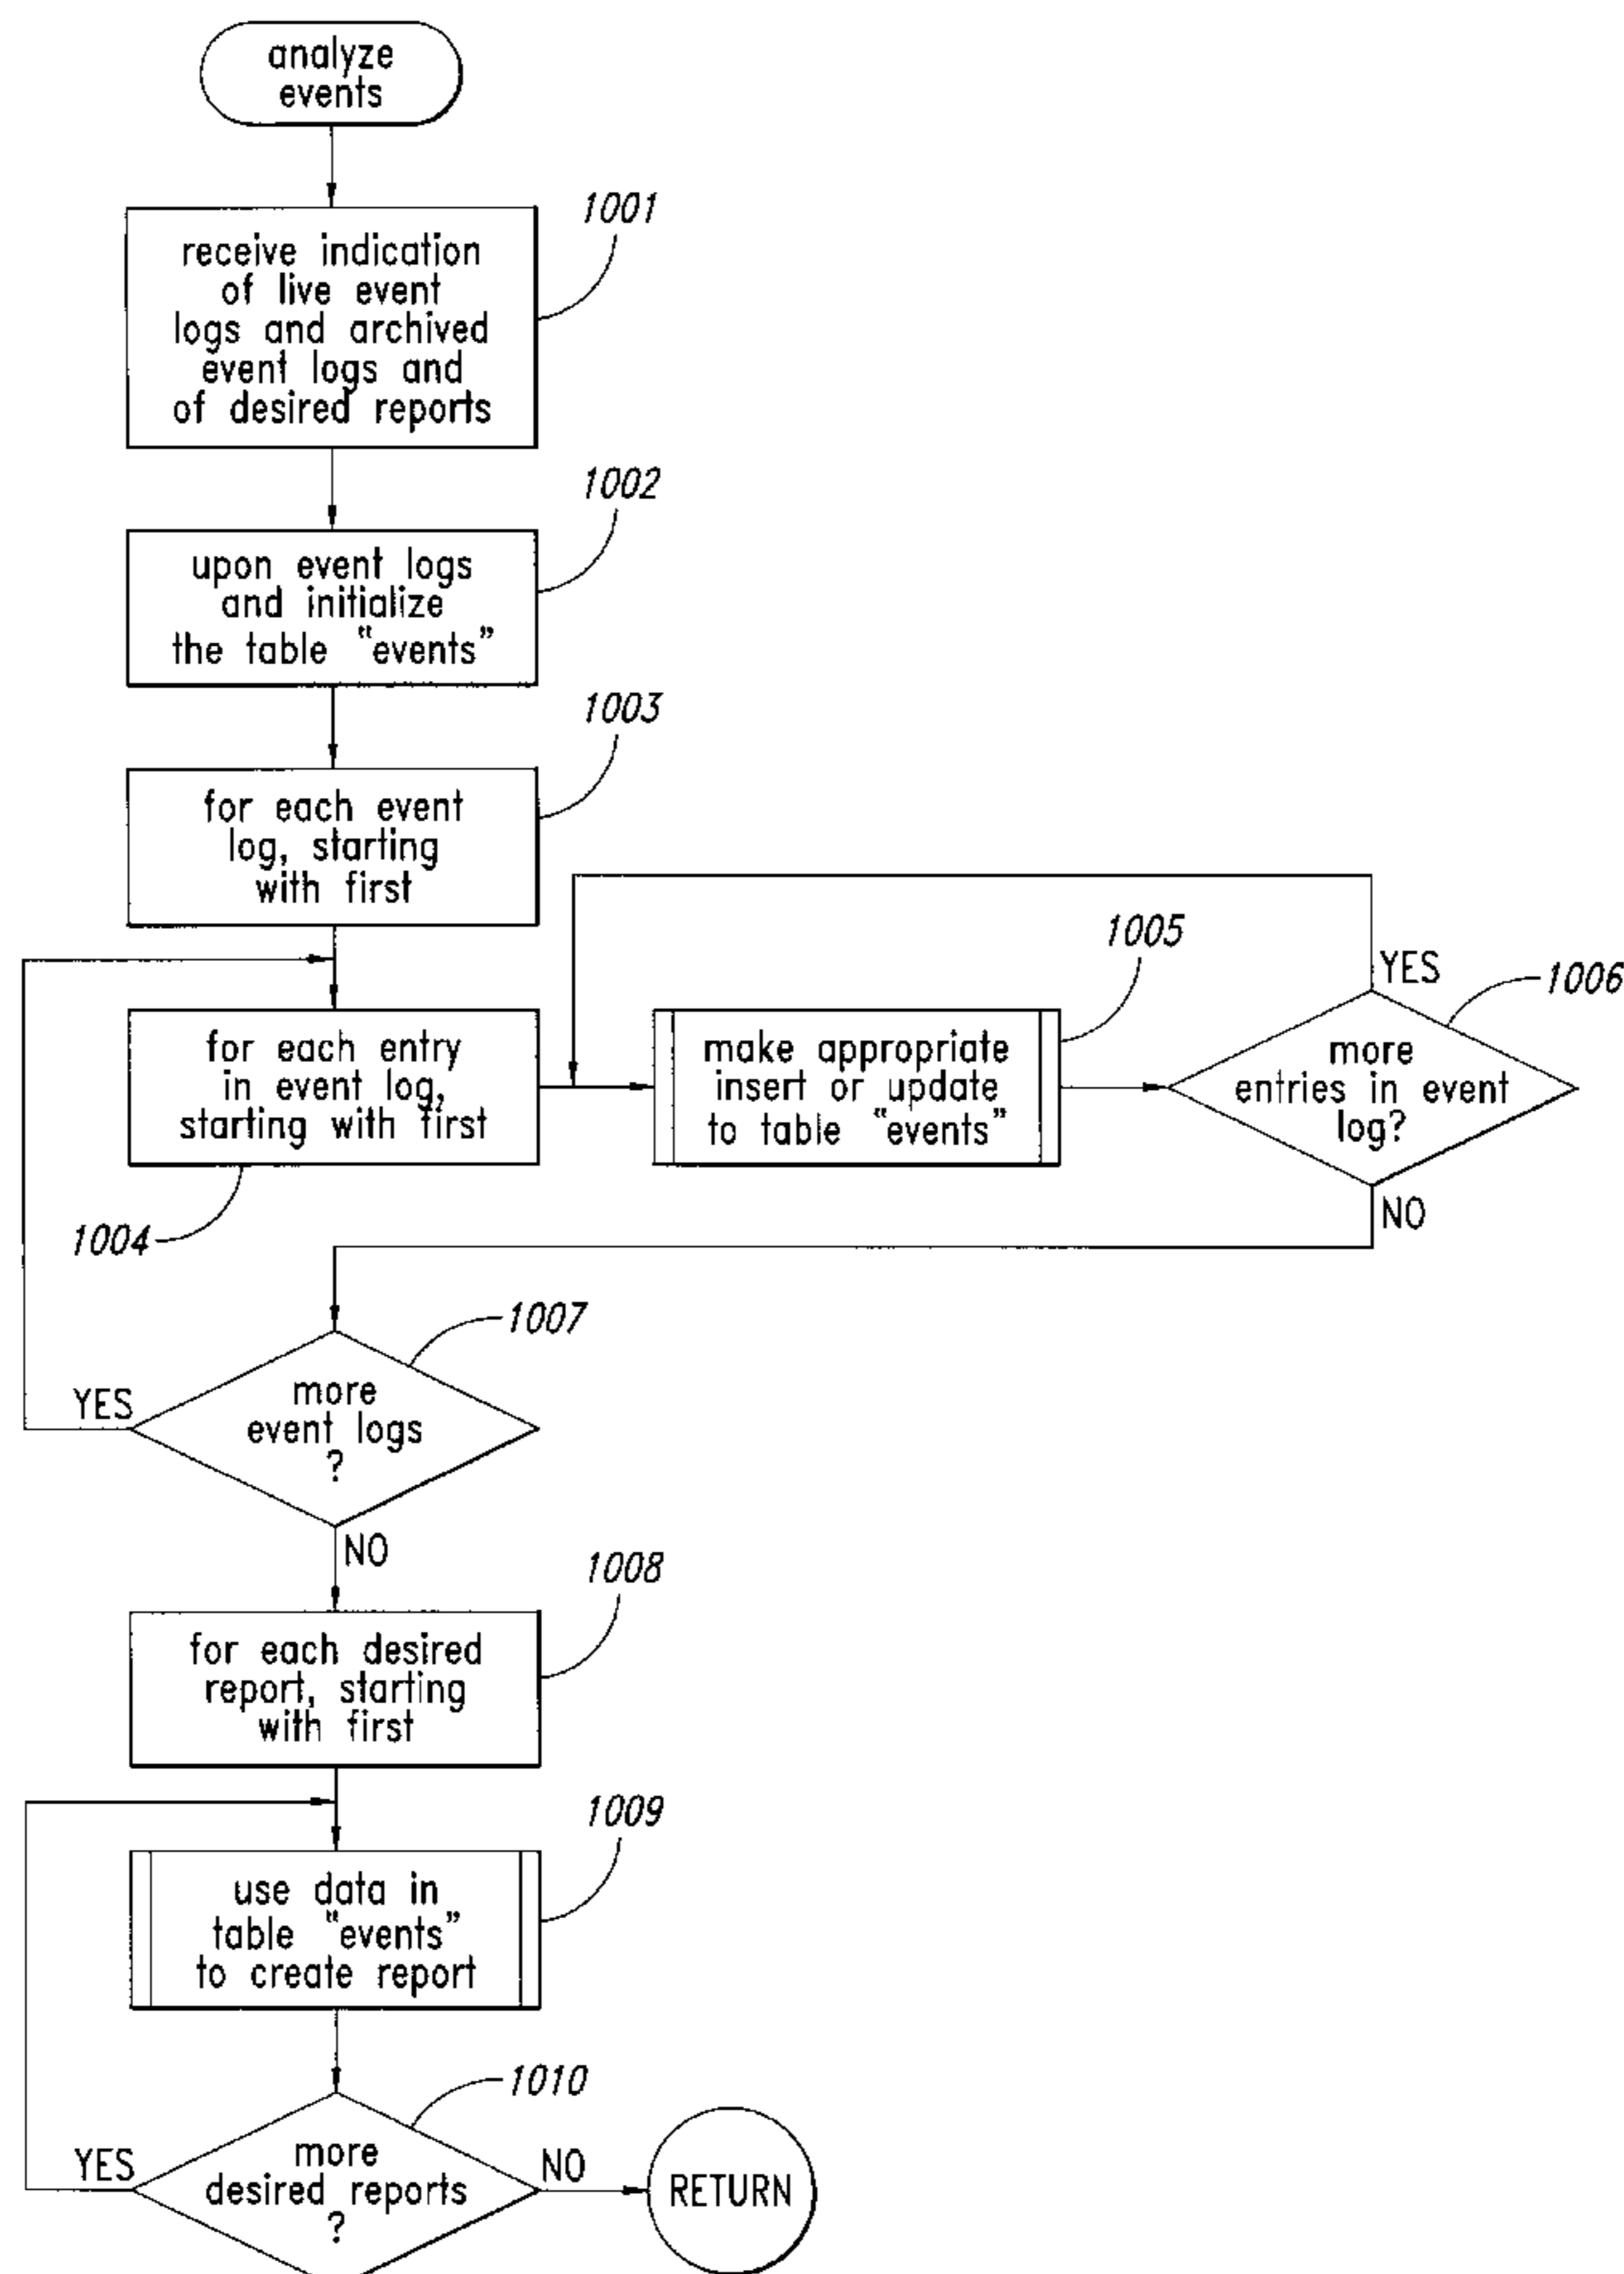 analyze
events
1001
receive indication
of live event
logs and archived
event logs and
of desired reports
1002
upon event logs
and initialize
the table "events"
1003
for each event
log, starting
with first
1004
for each entry
in event log,
starting with first
1005
make appropriate
insert or update
to table "events"
1006
YES
more
entries in event
log?
NO
1007
YES
more
event logs
?
NO
1008
for each desired
report, starting
with first
1009
use data in
table "events"
to create report
1010
YES
more
desired reports
?
NO
RETURN